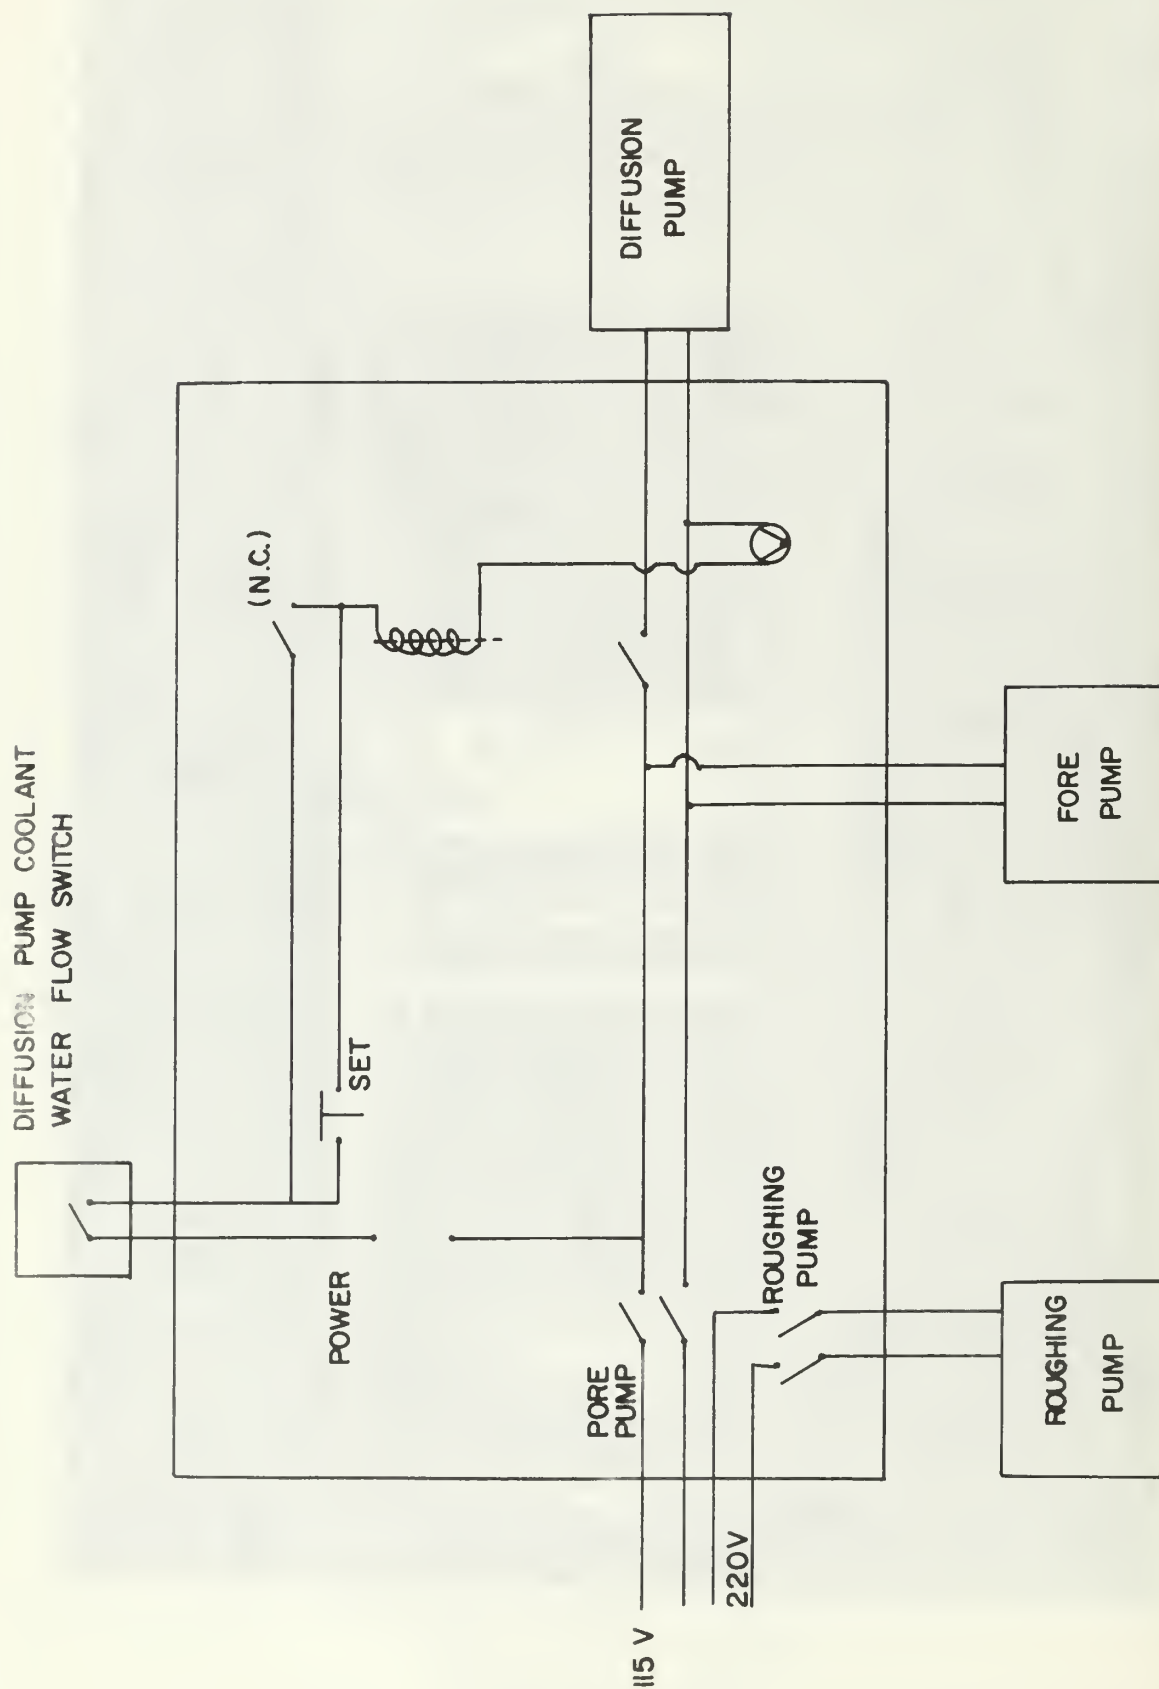 DIFFUSION PUMP COOLANT
WATER FLOW SWITCH
(N.C.)
SET
POWER
DIFFUSION
PUMP
PORE
PUMP
115 V
220V
ROUGHING
PUMP
FORE
PUMP
ROUGHING
PUMP